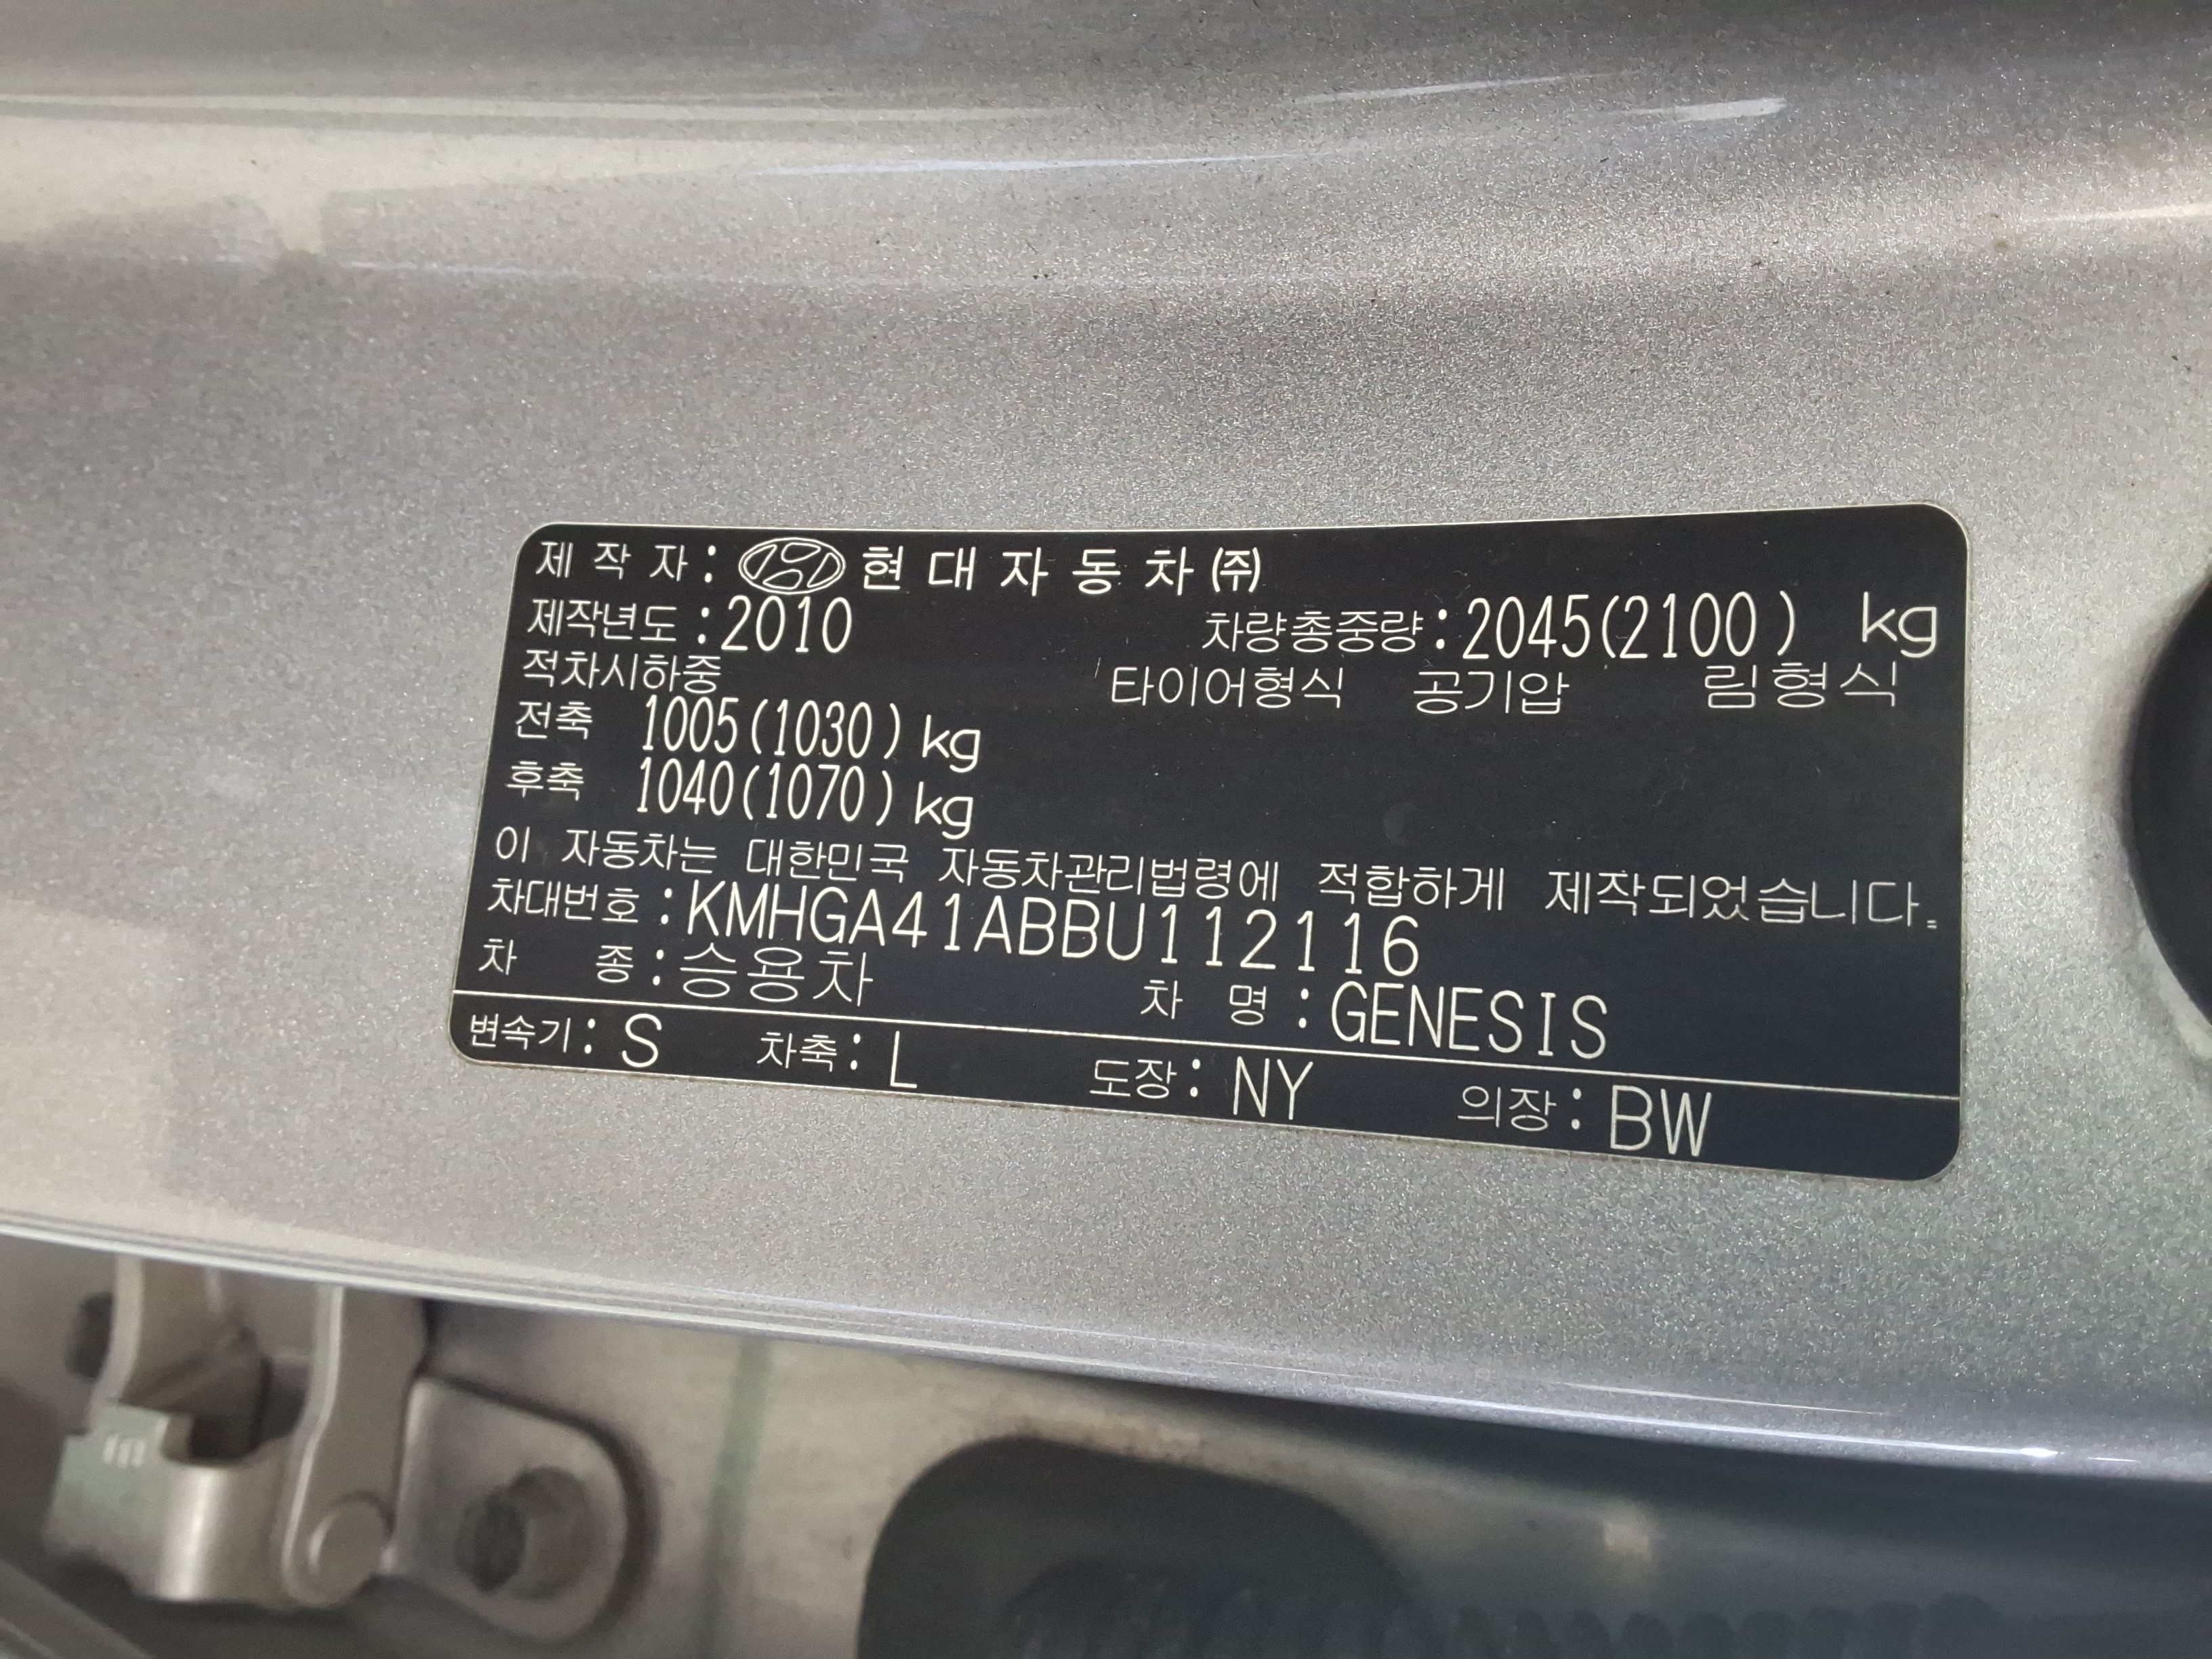 제 작 자 : 현 대 자 동 차 ㈜
제작년도 : 2010 차량총중량 : 2045(2100) kg
적차시하중 타이어형식 공기압 림형식
전축 1005(1030) kg
후축 1040(1070) kg
이 자동차는 대한민국 자동차관리법령에 적합하게 제작되었습니다.
차대번호 : KMHGA41ABBU112116
차 종 : 승용차 차 명 : GENESIS
변속기 : S 차축 : L 도장 : NY 의장 : BW